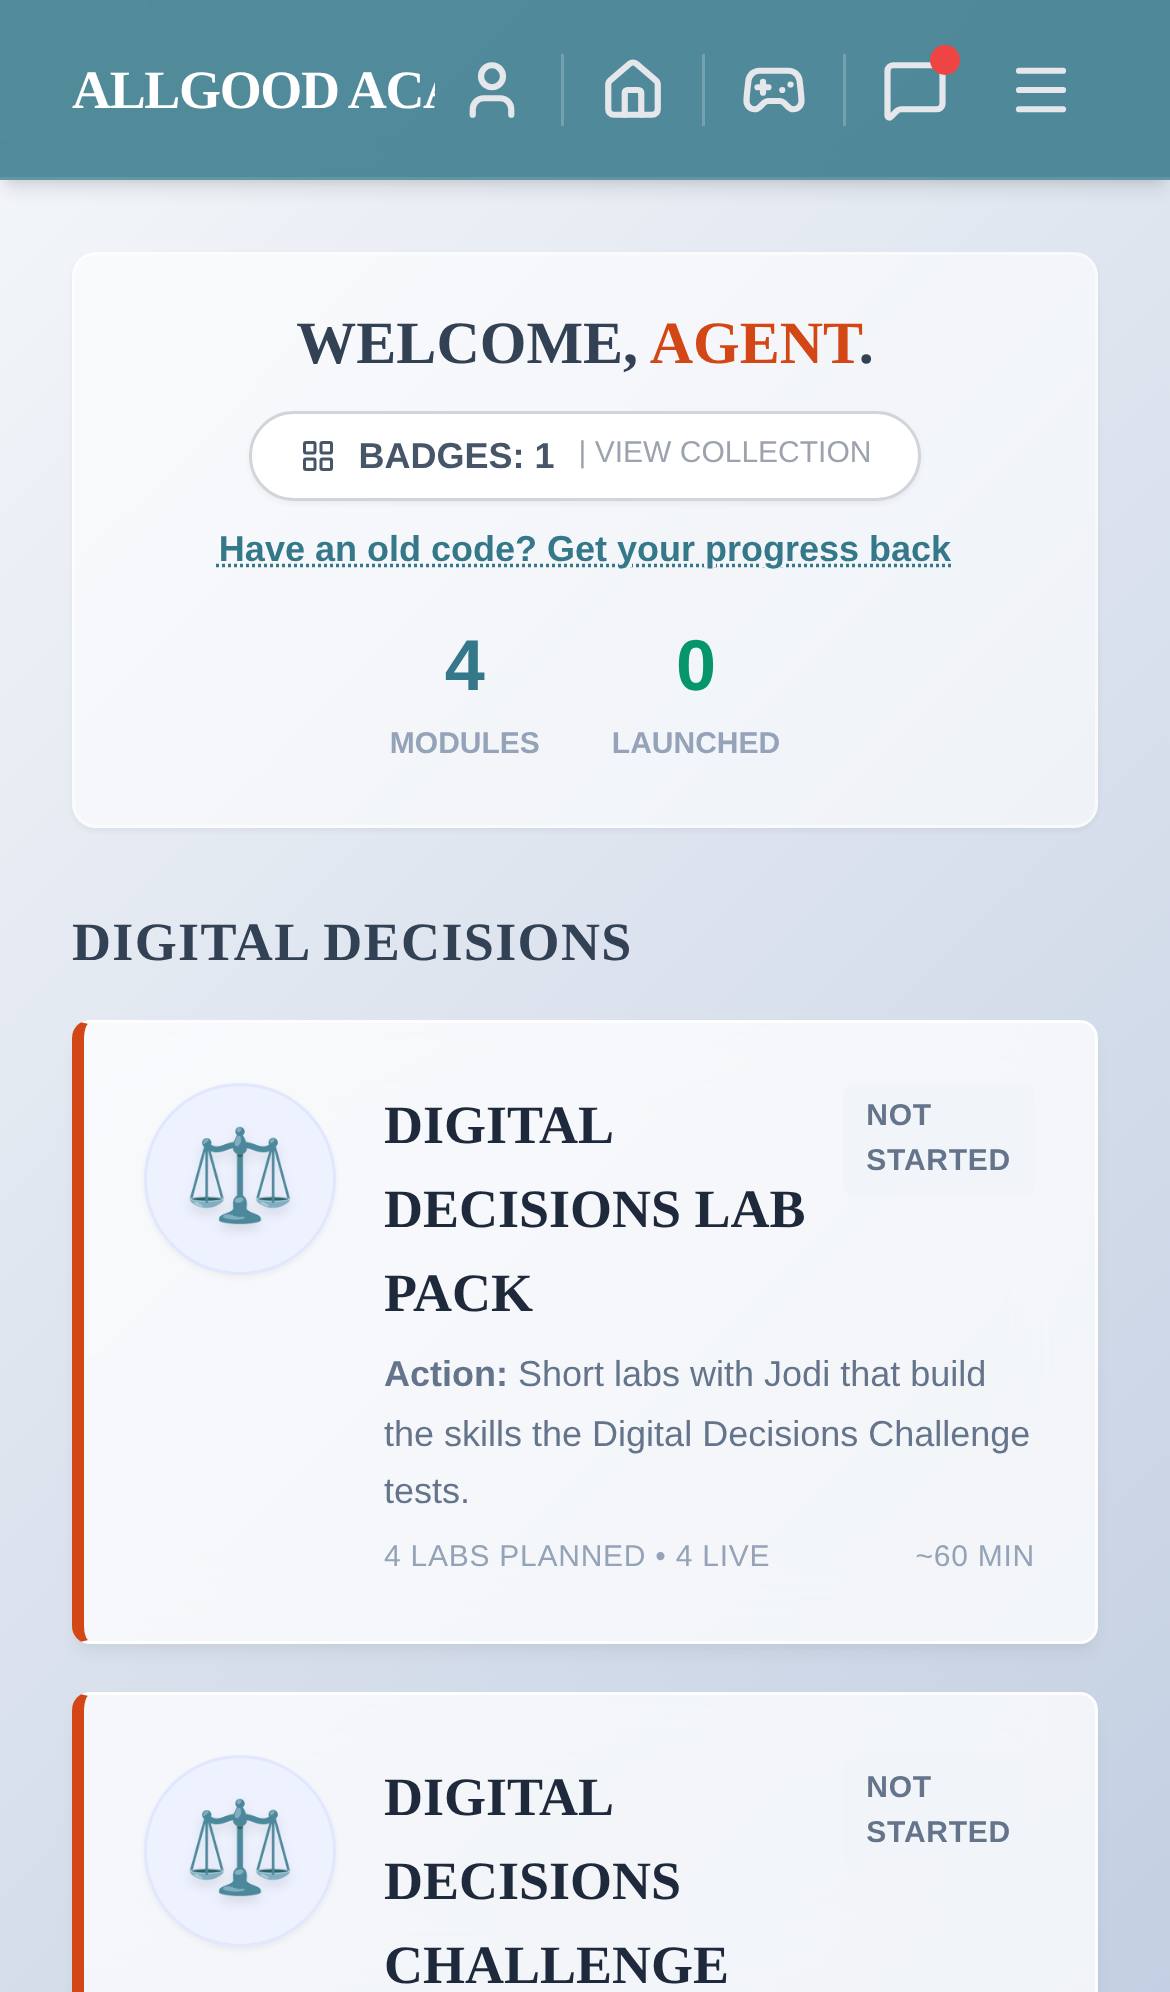 ALLGOOD ACA
WELCOME, AGENT.
BADGES: 1 | VIEW COLLECTION
Have an old code? Get your progress back
4 0
MODULES LAUNCHED
DIGITAL DECISIONS
DIGITAL
DECISIONS LAB
PACK
NOT
STARTED
Action: Short labs with Jodi that build
the skills the Digital Decisions Challenge
tests.
4 LABS PLANNED • 4 LIVE ~60 MIN
DIGITAL
DECISIONS
CHALLENGE
NOT
STARTED